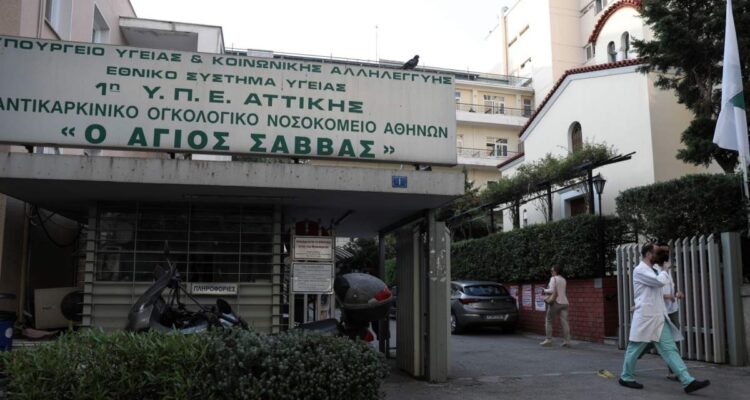 ΥΠΟΥΡΓΕΙΟ ΥΓΕΙΑΣ & ΚΟΙΝΩΝΙΚΗΣ ΑΛΛΗΛΕΓΓΥΗΣ
ΕΘΝΙΚΟ ΣΥΣΤΗΜΑ ΥΓΕΙΑΣ
1η Υ.Π.Ε. ΑΤΤΙΚΗΣ
ΑΝΤΙΚΑΡΚΙΝΙΚΟ ΟΓΚΟΛΟΓΙΚΟ ΝΟΣΟΚΟΜΕΙΟ ΑΘΗΝΩΝ
“Ο ΑΓΙΟΣ ΣΑΒΒΑΣ”
ΠΛΗΡΟΦΟΡΙΕΣ